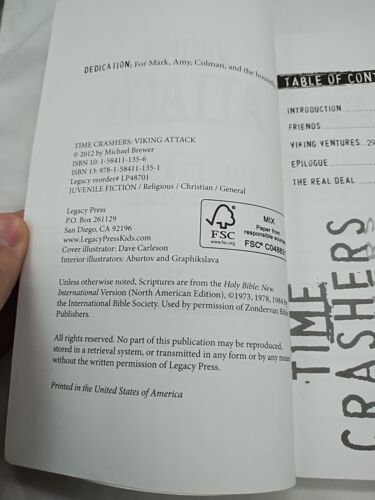 DEDICATION: For Mark, Amy, Colman, and the
TIME CRASHERS: VIKING ATTACK
© 2012 by Michael Brewer
ISBN 10: 1-58411-135-6
ISBN 13: 978-1-58411-135-1
Legacy reorder# LP48701
JUVENILE FICTION / Religious / Christian / General
Legacy Press
P.O. Box 261129
San Diego, CA 92196
www.LegacyPressKids.com
Cover illustrator: Dave Carleson
Interior illustrators: Aburtov and Graphikslava
FSC
www.fsc.org
MIX
Paper from
responsible sources
FSC®
Unless otherwise noted, Scriptures are from the Holy Bible: New
International Version (North American Edition), ©1973, 1978, 1984 by
the International Bible Society. Used by permission of Zondervan
Publishers.
All rights reserved. No part of this publication may be reproduced,
stored in a retrieval system, or transmitted in any form or by any mean
without the written permission of Legacy Press.
Printed in the United States of America
TABLE OF CONT
INTRODUCTION
FRIENDS
VIKING VENTURES
EPILOGUE
THE REAL DEAL
TIME
CRASHERS